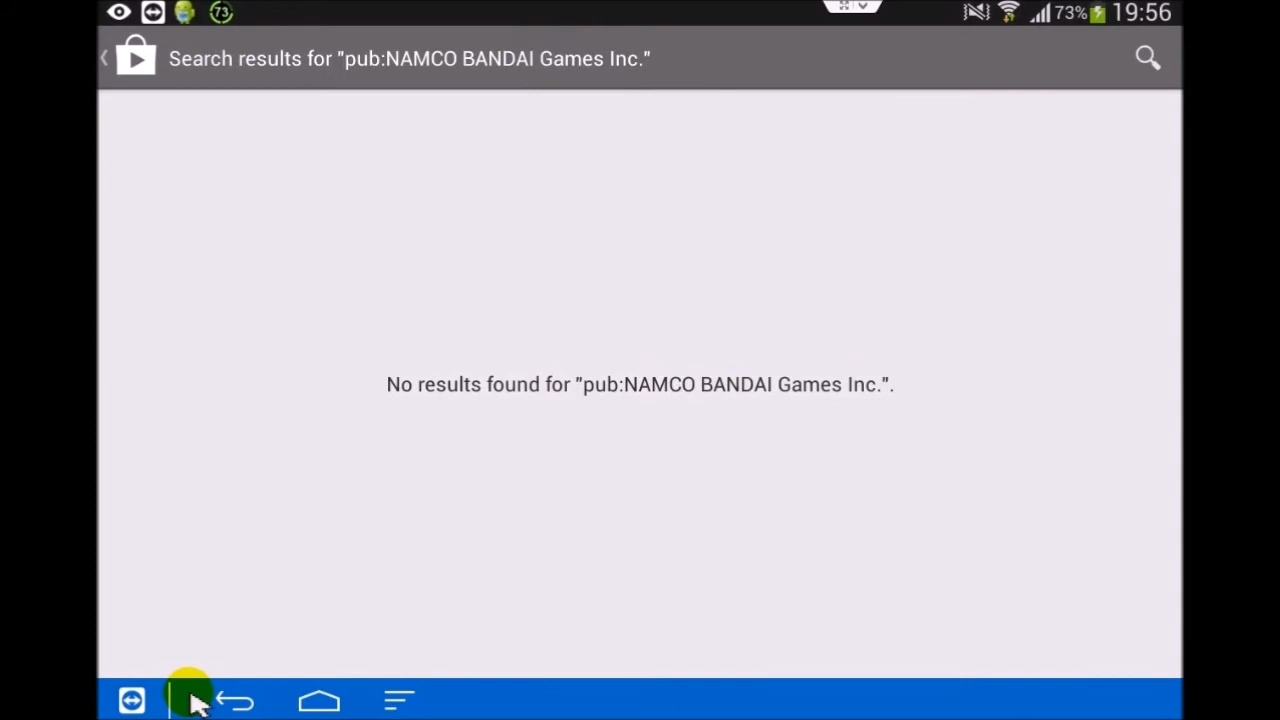 73
73%
19:56
Search results for "pub:NAMCO BANDAI Games Inc."
No results found for "pub:NAMCO BANDAI Games Inc.".